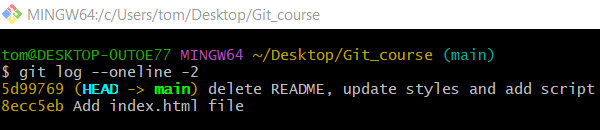 MINGW64:/c/Users/tom/Desktop/Git_course
tom@DESKTOP-OUTOE77 MINGW64 ~/Desktop/Git_course (main)
$ git log --oneline -2
5d99769 (HEAD -> main) delete README, update styles and add script
8ecc5eb Add index.html file